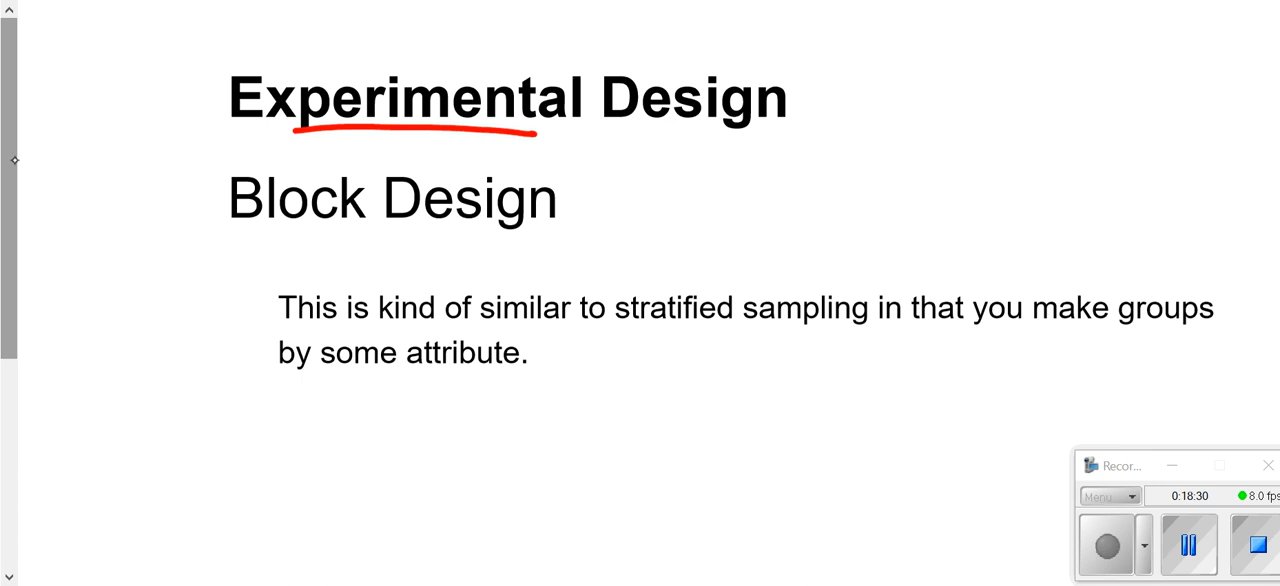 Experimental Design
Block Design
This is kind of similar to stratified sampling in that you make groups
by some attribute.
Recor...
Menu
0:18:30
8.0 fps